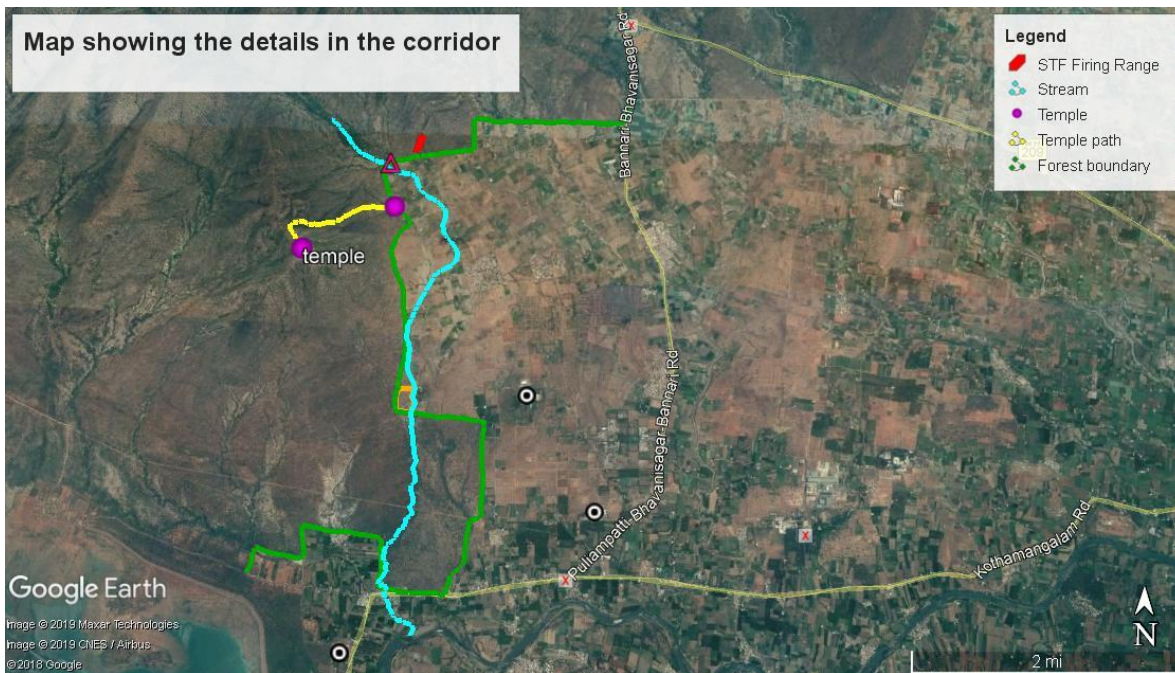 Map showing the details in the corridor
Legend
STF Firing Range
Stream
Temple
Temple path
Forest boundary
209
Bannari-Bhavanisagar Rd
temple
Puliampatti-Bhavanisagar-Bannari Rd
Kothamangalam Rd
Google Earth
Image © 2019 Maxar Technologies
Image © 2019 CNES / Airbus
©2018 Google
N
2 mi